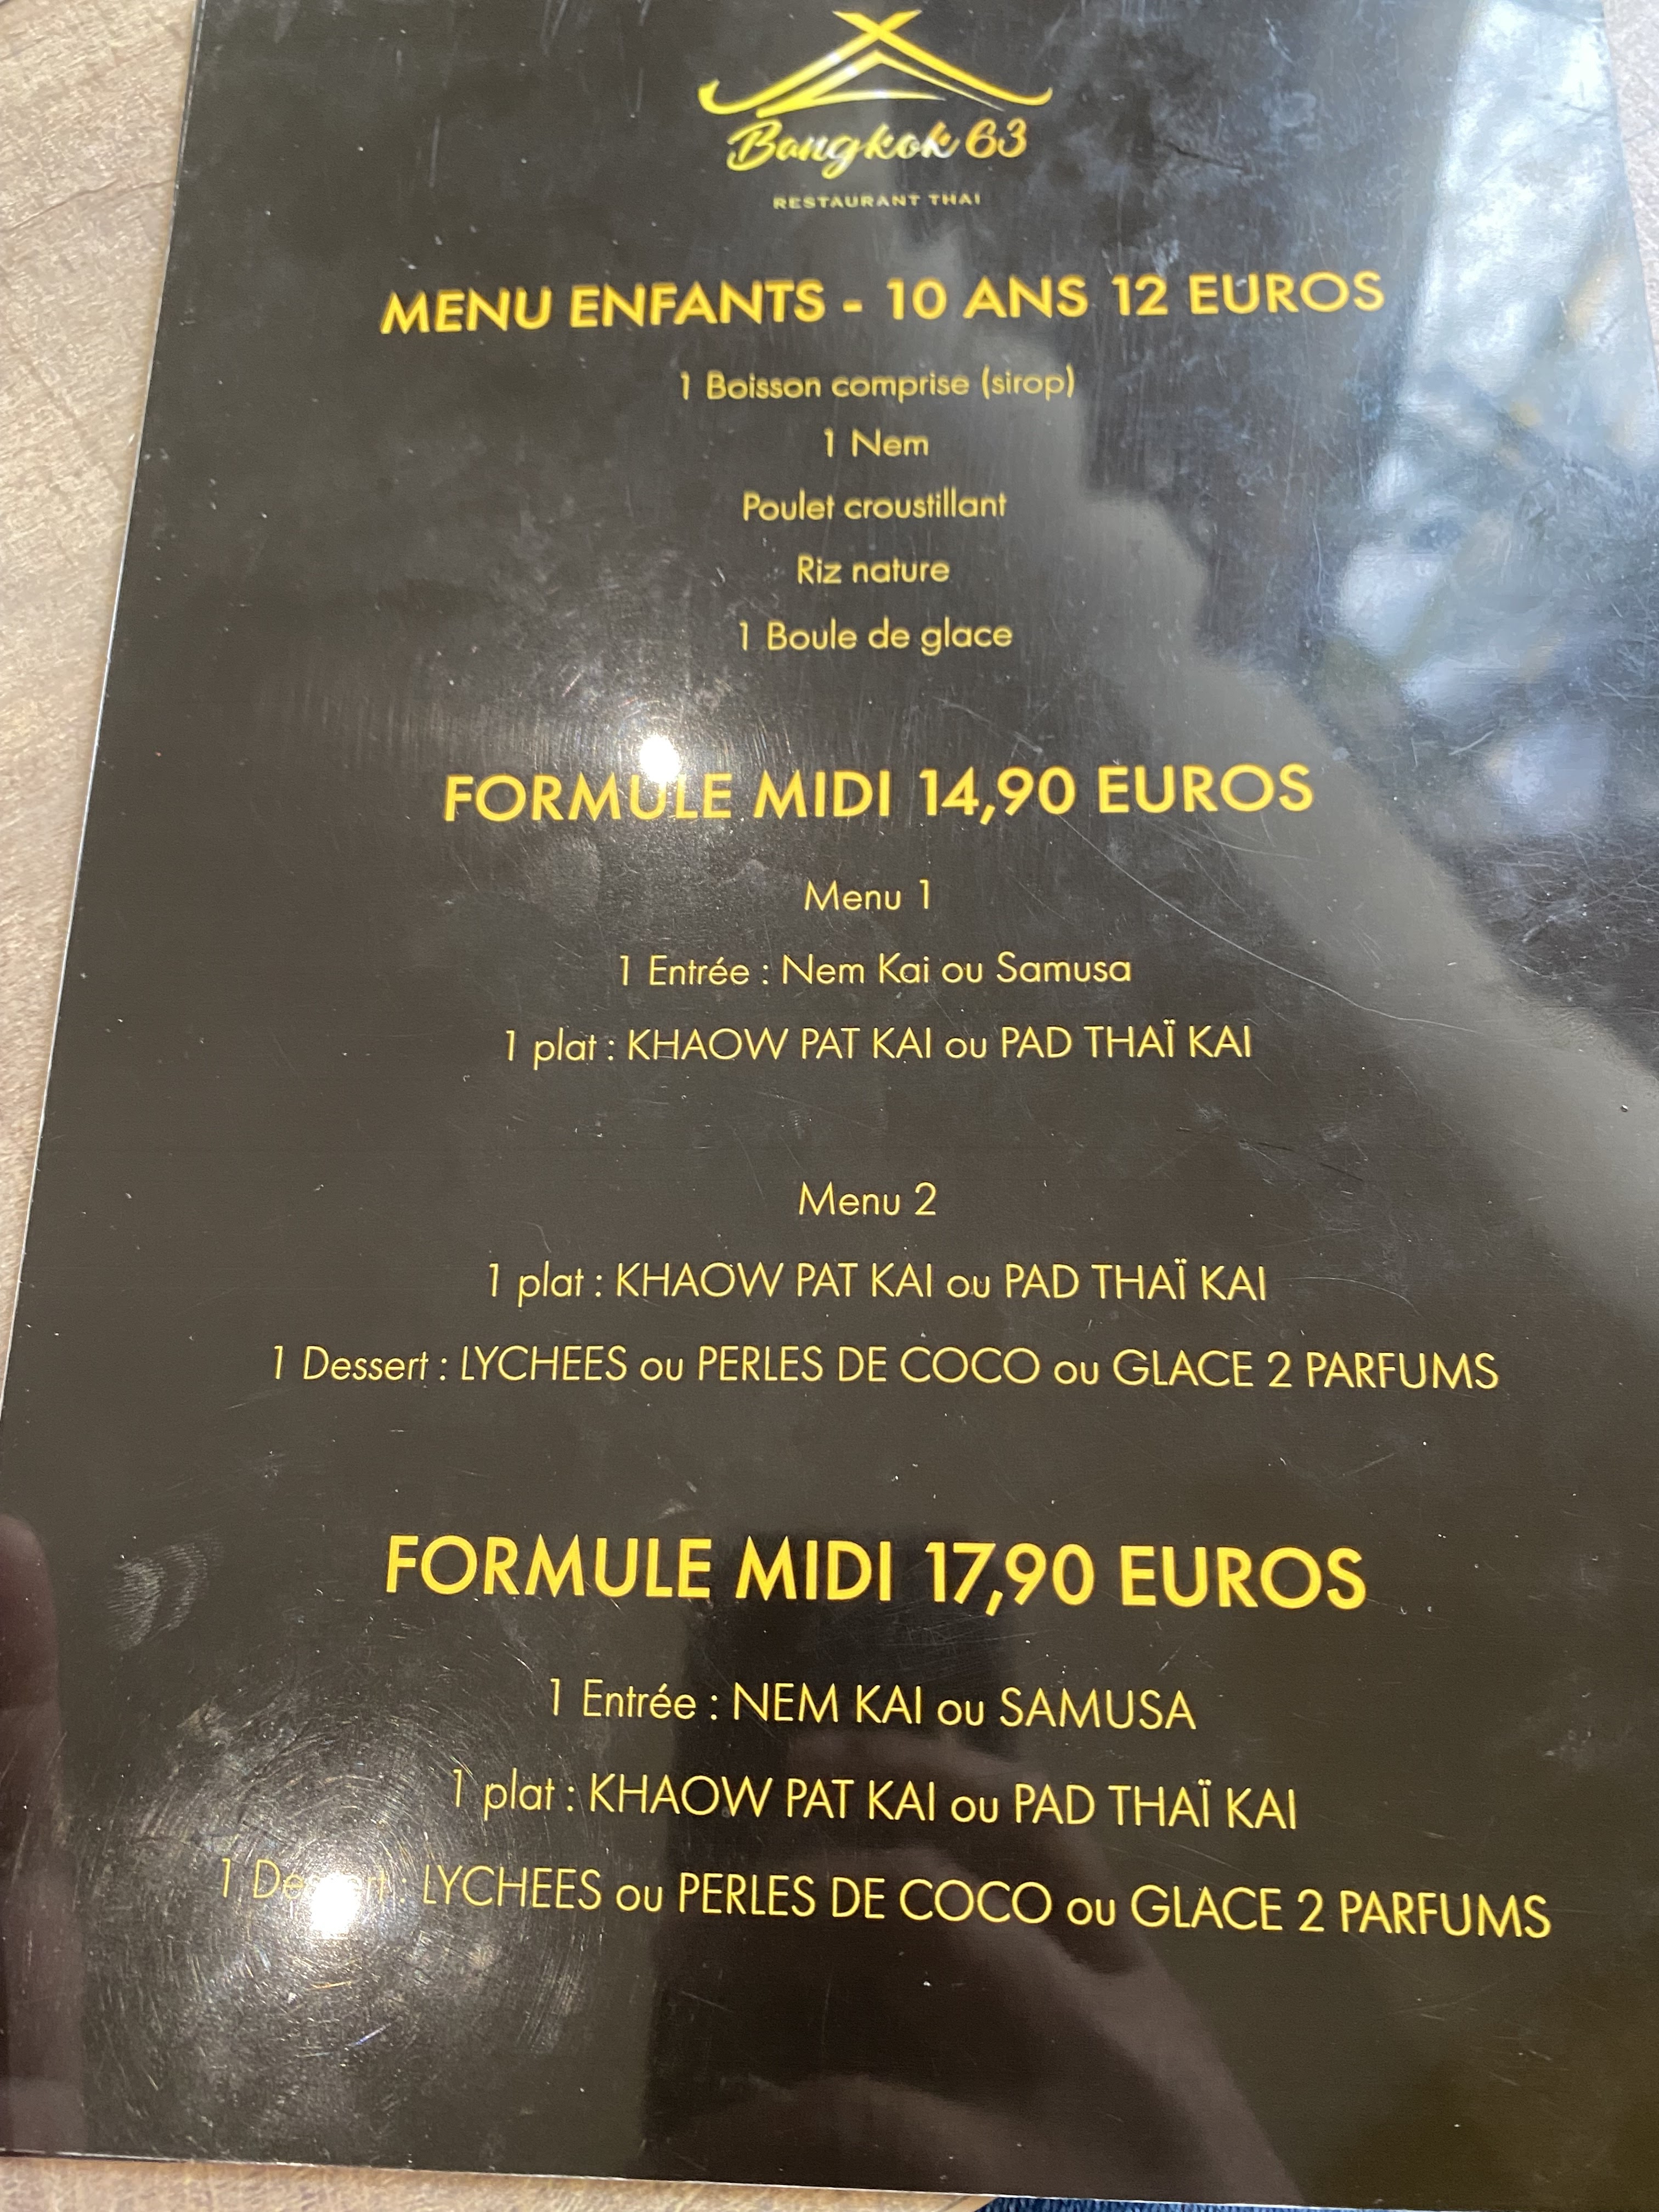 Bangkok 63
RESTAURANT THAI
MENU ENFANTS - 10 ANS 12 EUROS
1 Boisson comprise (sirop)
1 Nem
Poulet croustillant
Riz nature
1 Boule de glace
FORMULE MIDI 14,90 EUROS
Menu 1
1 Entrée : Nem Kai ou Samusa
1 plat : KHAOW PAT KAI ou PAD THAÏ KAI
Menu 2
1 plat : KHAOW PAT KAI ou PAD THAÏ KAI
1 Dessert : LYCHEES ou PERLES DE COCO ou GLACE 2 PARFUMS
FORMULE MIDI 17,90 EUROS
1 Entrée : NEM KAI ou SAMUSA
1 plat : KHAOW PAT KAI ou PAD THAÏ KAI
1 Dessert : LYCHEES ou PERLES DE COCO ou GLACE 2 PARFUMS